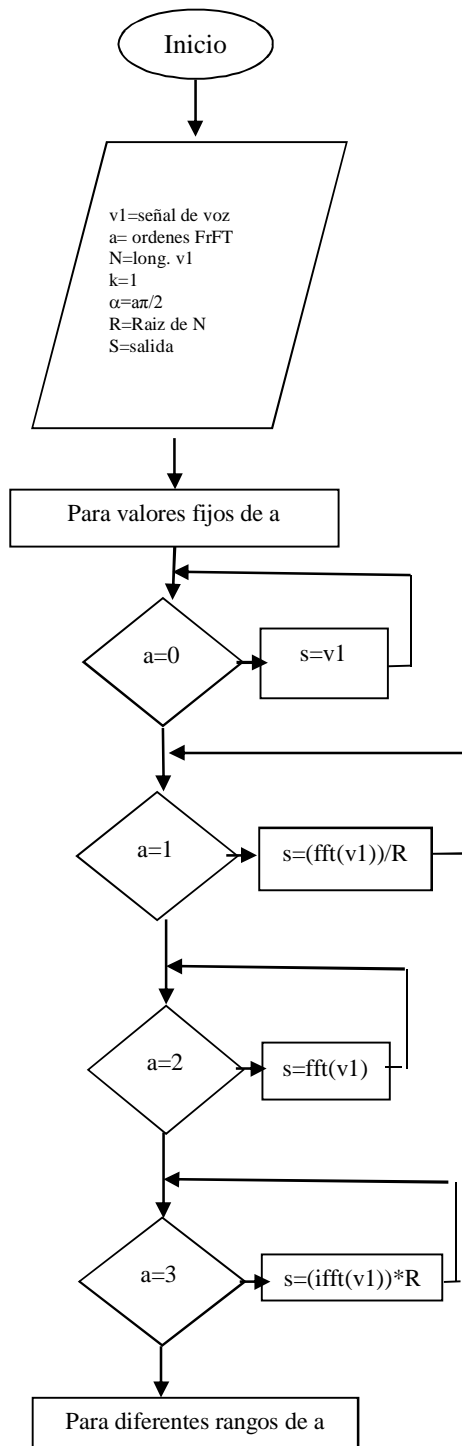 Inicio
v1=señal de voz
a= ordenes FrFT
N=long. v1
k=1
α=aπ/2
R=Raiz de N
S=salida
Para valores fijos de a
a=0
s=v1
a=1
s=(fft(v1))/R
a=2
s=fft(v1)
a=3
s=(ifft(v1))*R
Para diferentes rangos de a